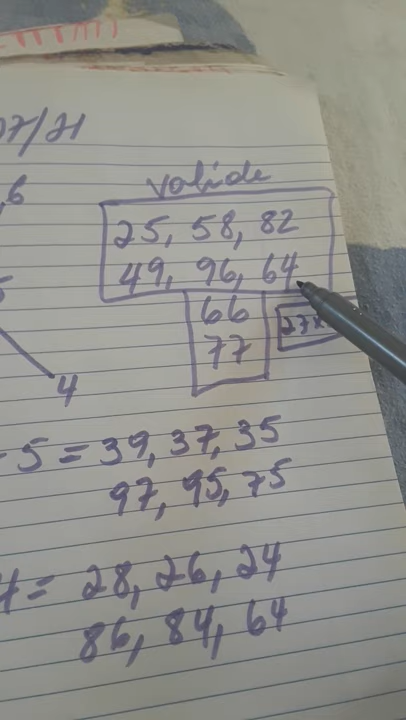 07/21
,6
Valide
25, 58, 82
49, 96, 64
66
77
4
5 = 39, 37, 35
97, 95, 75
4 = 28, 26, 24
86, 84, 64